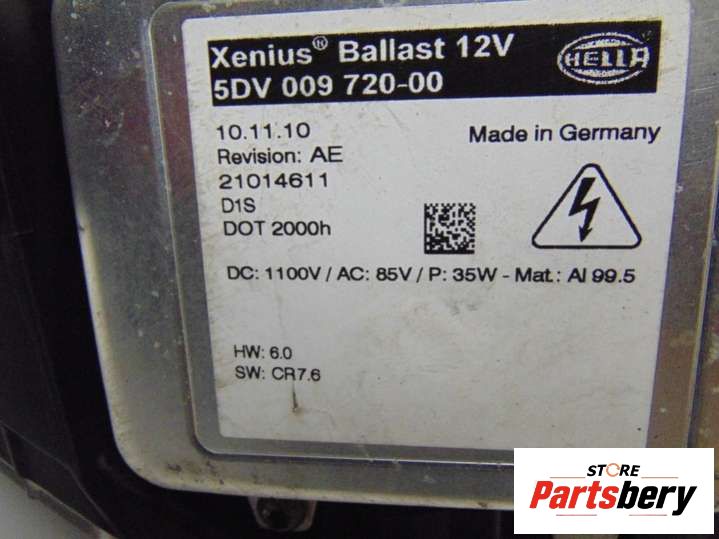 Xenius® Ballast 12V
HELLA
5DV 009 720-00
10.11.10
Made in Germany
Revision: AE
21014611
D1S
DOT 2000h
DC: 1100V / AC: 85V / P: 35W - Mat.: Al 99.5
HW: 6.0
SW: CR7.6
STORE
Partsbery